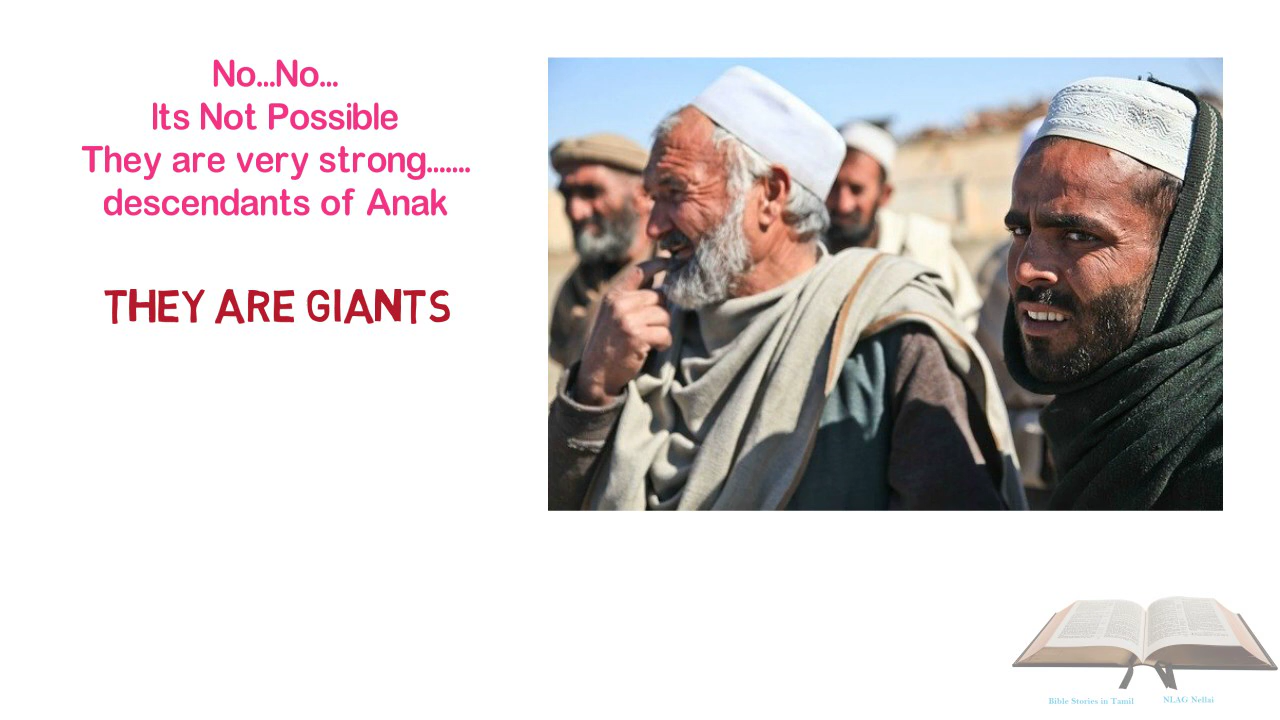 No...No...
Its Not Possible
They are very strong.......
descendants of Anak
THEY ARE GIANTS
Bible Stories in Tamil
NLAG Nellai